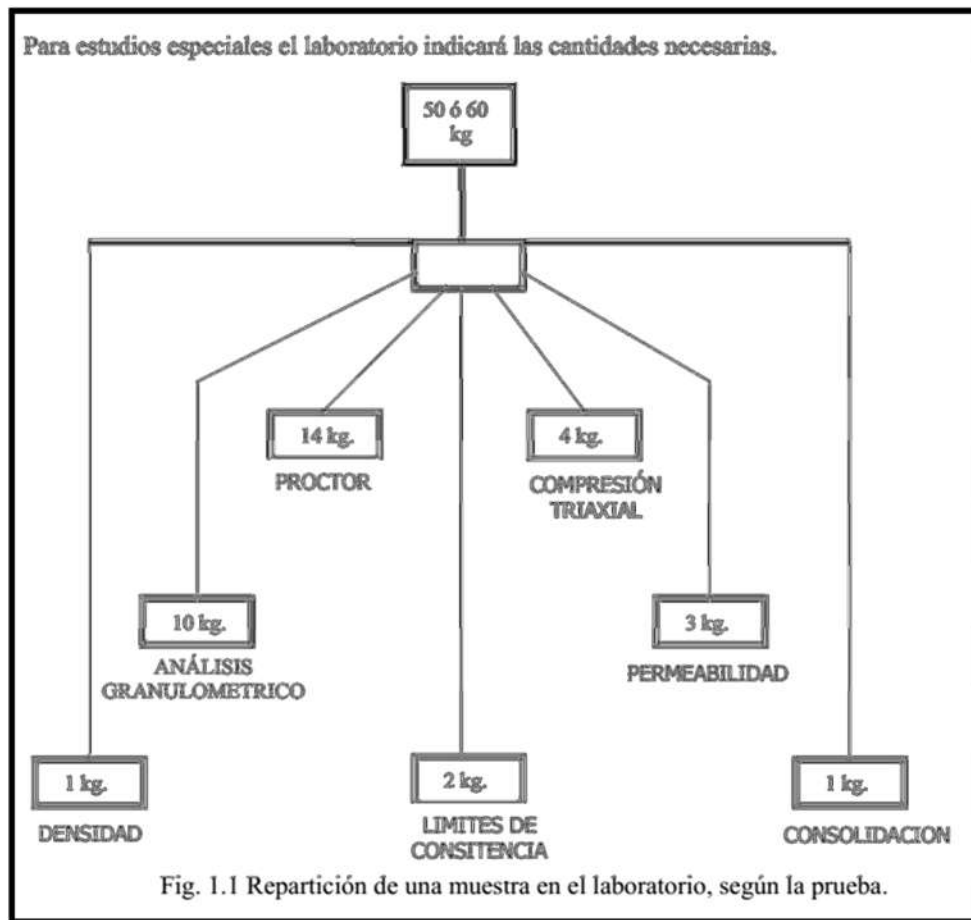 Para estudios especiales el laboratorio indicará las cantidades necesarias.
50 ó 60
kg
14 kg.
PROCTOR
4 kg.
COMPRESIÓN
TRIAXIAL
10 kg.
ANÁLISIS
GRANULOMETRICO
3 kg.
PERMEABILIDAD
1 kg.
DENSIDAD
2 kg.
LIMITES DE
CONSITENCIA
1 kg.
CONSOLIDACION
Fig. 1.1 Repartición de una muestra en el laboratorio, según la prueba.